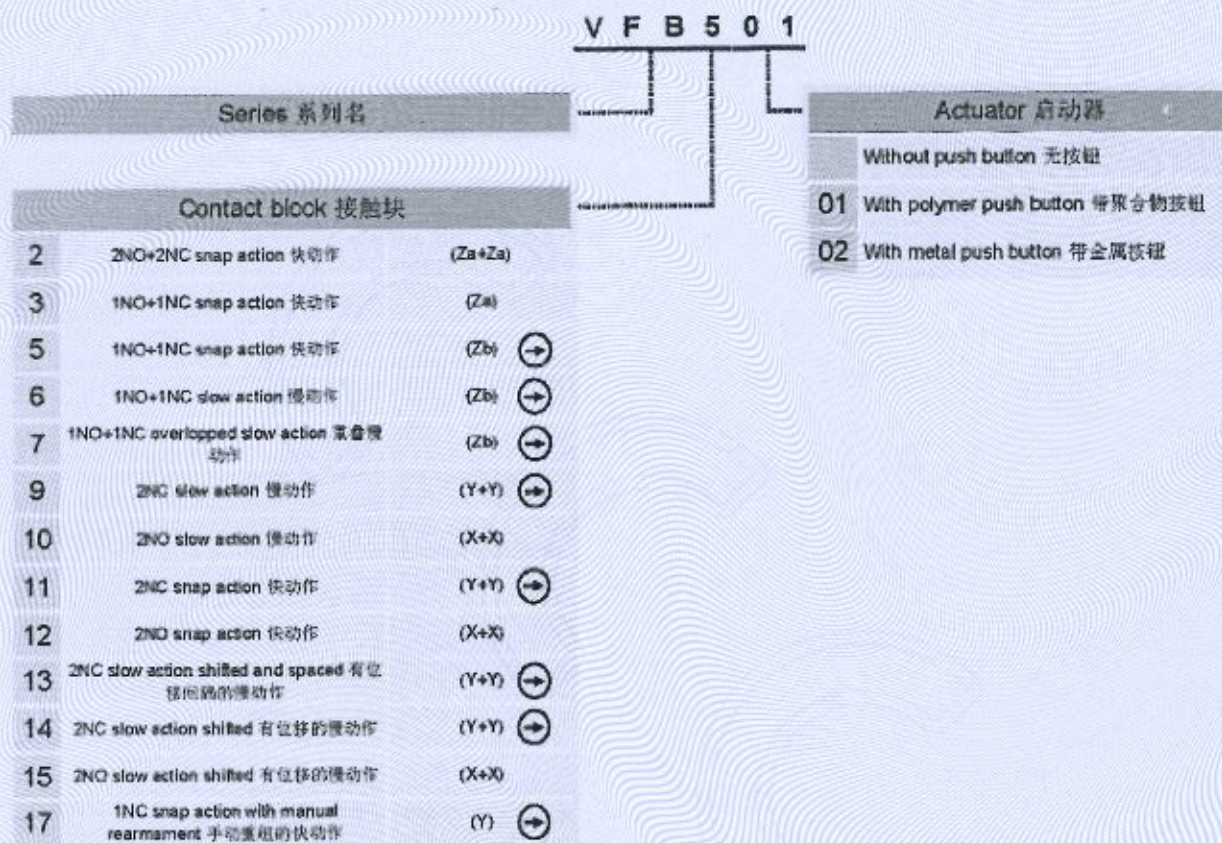 V F B 5 0 1
Series 系列名
Actuator 启动器
Without push button 无按钮
01 With polymer push button 带聚合物按钮
02 With metal push button 带金属按钮
Contact block 接触块
2 2NO+2NC snap action 快动作 (Za+Za)
3 1NO+1NC snap action 快动作 (Za)
5 1NO+1NC snap action 快动作 (Zb)
6 1NO+1NC slow action 慢动作 (Zb)
7 1NO+1NC overlopped slow action 重叠慢 (Zb)
动作
9 2NC slow action 慢动作 (Y+Y)
10 2NO slow action 慢动作 (X+X)
11 2NC snap action 快动作 (Y+Y)
12 2NO snap action 快动作 (X+X)
13 2NC slow action shifted and spaced 有位 (Y+Y)
移间隔的慢动作
14 2NC slow action shifted 有位移的慢动作 (Y+Y)
15 2NO slow action shifted 有位移的慢动作 (X+X)
17 1NC snap action with manual (Y)
rearmament 手动重组的快动作